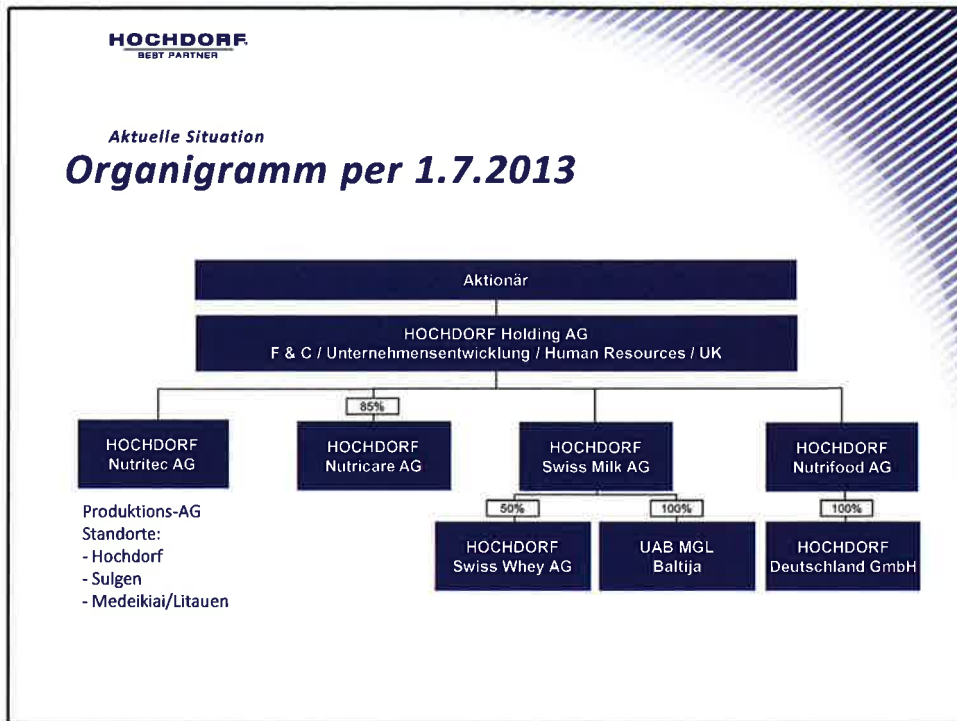 HOCHDORF
BEST PARTNER
Aktuelle Situation
Organigramm per 1.7.2013
Aktionär
HOCHDORF Holding AG
F & C / Unternehmensentwicklung / Human Resources / UK
85%
HOCHDORF
Nutritec AG
HOCHDORF
Nutricare AG
HOCHDORF
Swiss Milk AG
HOCHDORF
Nutrifood AG
Produktions-AG
Standorte:
- Hochdorf
- Sulgen
- Medeikiai/Litauen
50%
100%
100%
HOCHDORF
Swiss Whey AG
UAB MGL
Baltija
HOCHDORF
Deutschland GmbH